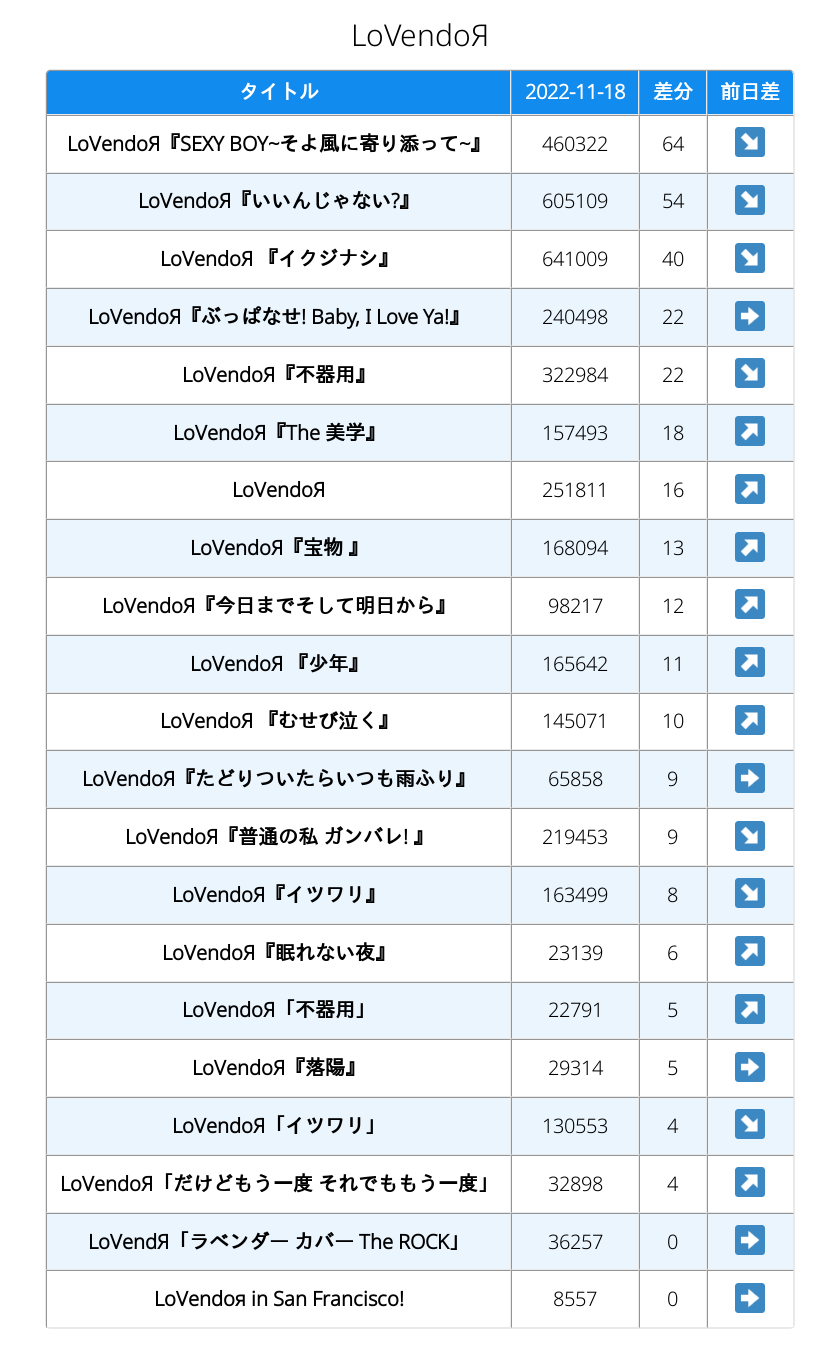 LoVendoЯ
タイトル 2022-11-18 差分 前日差
LoVendoЯ『SEXY BOY~そよ風に寄り添って~』 460322 64 ↘
LoVendoЯ『いいんじゃない?』 605109 54 ↘
LoVendoЯ 『イクジナシ』 641009 40 ↘
LoVendoЯ『ぶっぱなせ! Baby, I Love Ya!』 240498 22 ➡
LoVendoЯ『不器用』 322984 22 ↘
LoVendoЯ『The 美学』 157493 18 ↗
LoVendoЯ 251811 16 ↗
LoVendoЯ『宝物 』 168094 13 ↗
LoVendoЯ『今日までそして明日から』 98217 12 ↗
LoVendoЯ 『少年』 165642 11 ↗
LoVendoЯ 『むせび泣く』 145071 10 ↗
LoVendoЯ『たどりついたらいつも雨ふり』 65858 9 ➡
LoVendoЯ『普通の私 ガンバレ! 』 219453 9 ↘
LoVendoЯ『イツワリ』 163499 8 ↘
LoVendoЯ『眠れない夜』 23139 6 ↗
LoVendoЯ「不器用」 22791 5 ↗
LoVendoЯ『落陽』 29314 5 ➡
LoVendoЯ「イツワリ」 130553 4 ↘
LoVendoЯ「だけどもう一度 それでももう一度」 32898 4 ↗
LoVendЯ「ラベンダー カバー The ROCK」 36257 0 ➡
LoVendoя in San Francisco! 8557 0 ➡